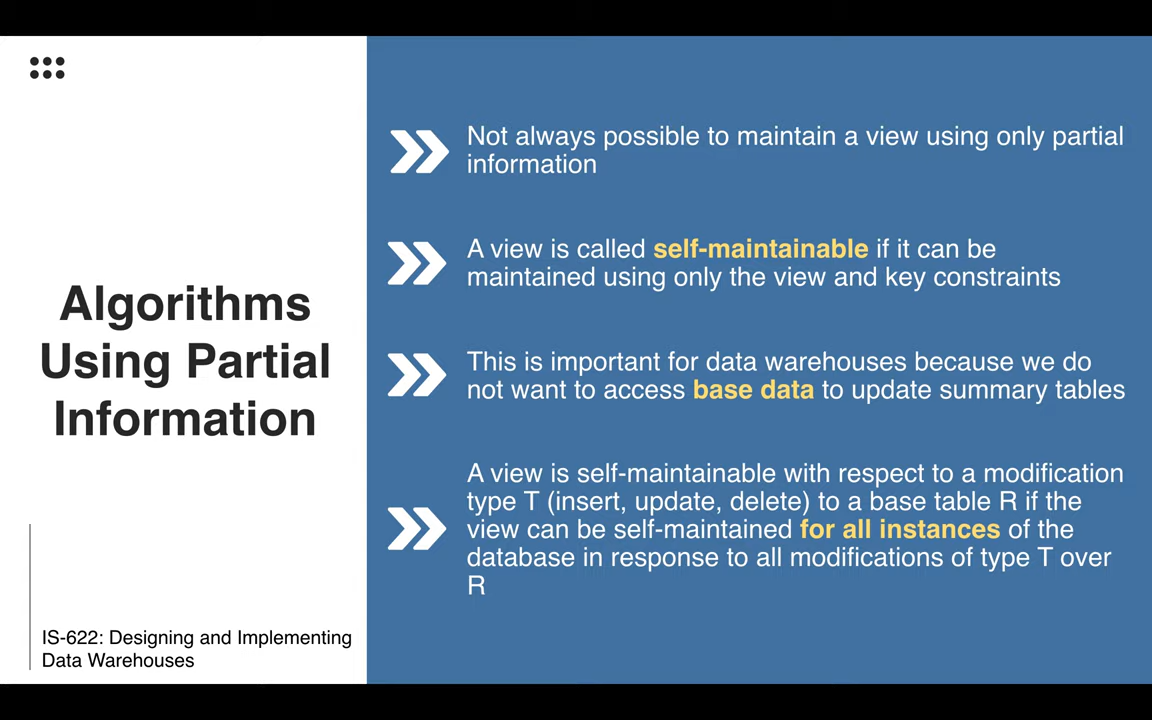 Algorithms
Using Partial
Information
IS-622: Designing and Implementing
Data Warehouses
Not always possible to maintain a view using only partial
information
A view is called self-maintainable if it can be
maintained using only the view and key constraints
This is important for data warehouses because we do
not want to access base data to update summary tables
A view is self-maintainable with respect to a modification
type T (insert, update, delete) to a base table R if the
view can be self-maintained for all instances of the
database in response to all modifications of type T over
R